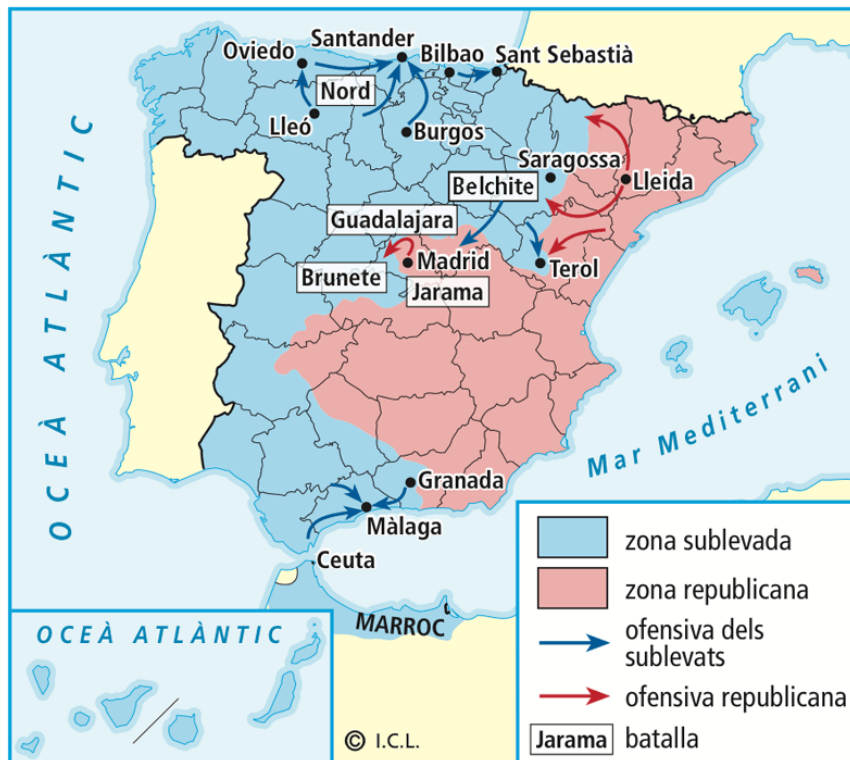 Santander
Oviedo
Bilbao
Sant Sebastià
Nord
Lleó
Burgos
Saragossa
Belchite
Lleida
Guadalajara
Madrid
Terol
Brunete
Jarama
OCEÀ ATLÀNTIC
Mar Mediterrani
Granada
Màlaga
Ceuta
MARROC
OCEÀ ATLÀNTIC
© I.C.L.
zona sublevada
zona republicana
ofensiva dels
sublevats
ofensiva republicana
Jarama batalla